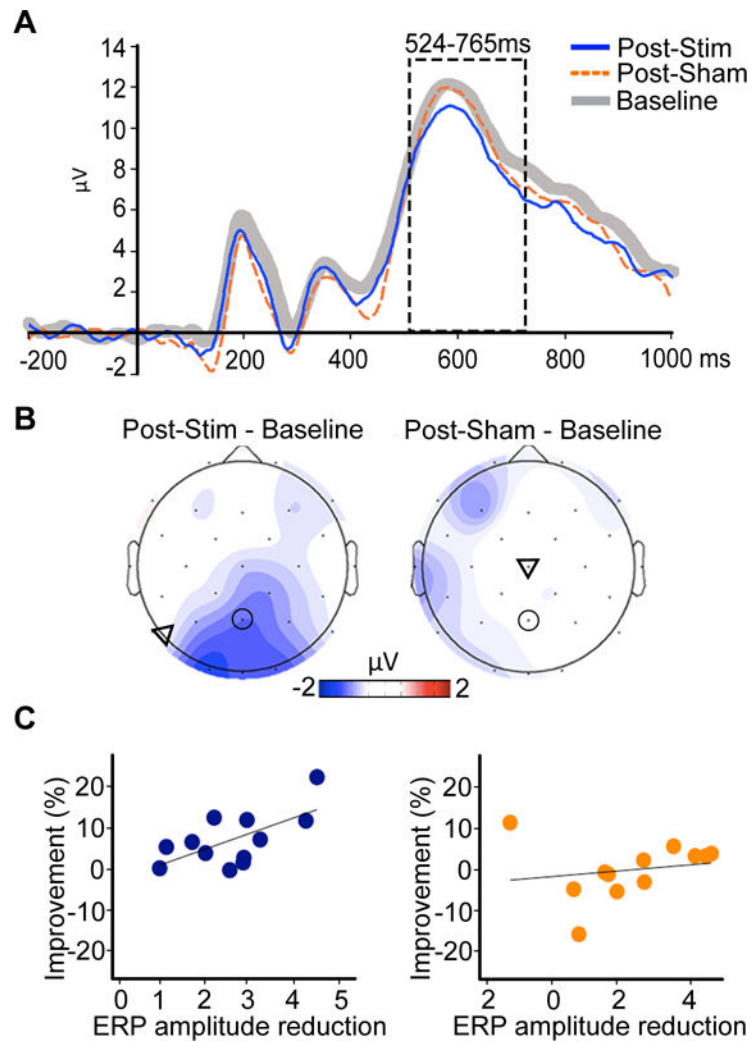 A
524-765ms
Post-Stim
Post-Sham
Baseline
14
12
10
8
6
4
2
-2
µV
-200
200
400
600
800
1000 ms
B
Post-Stim - Baseline
Post-Sham - Baseline
µV
-2
2
C
Improvement (%)
20
10
0
-10
-20
0 1 2 3 4 5
ERP amplitude reduction
Improvement (%)
20
10
0
-10
-20
2 0 2 4
ERP amplitude reduction